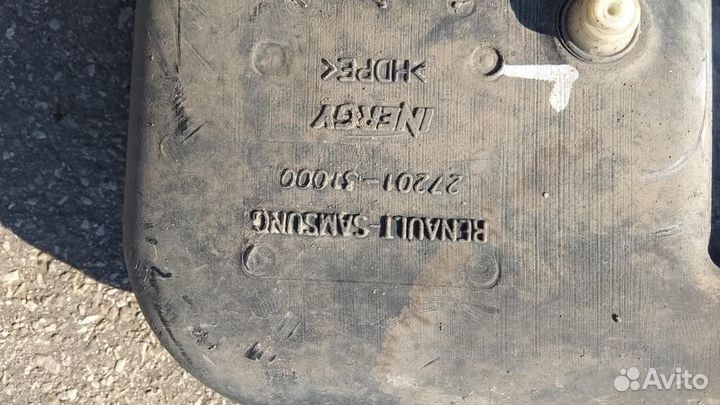 RENAULT-SAMSUNG
27201-31000
INERGY
>HDPE<
Avito